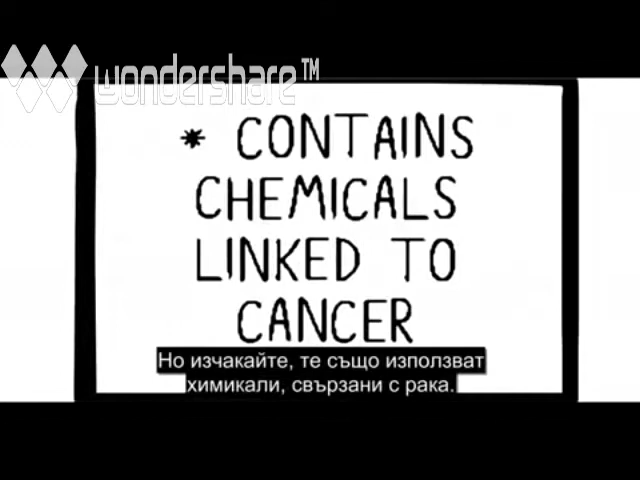 wondershare™
* CONTAINS
CHEMICALS
LINKED TO
CANCER
Но изчакайте, те също използват
химикали, свързани с рака.